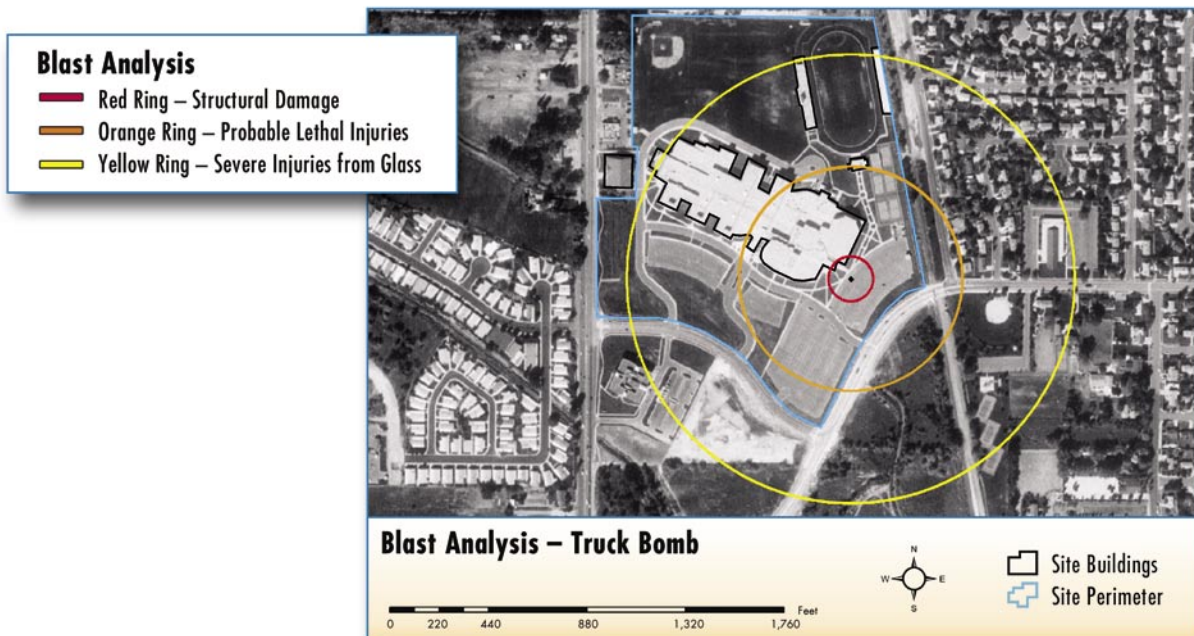 Blast Analysis
Red Ring – Structural Damage
Orange Ring – Probable Lethal Injuries
Yellow Ring – Severe Injuries from Glass
Blast Analysis – Truck Bomb
N
W E
S
Site Buildings
Site Perimeter
Feet
0 220 440 880 1,320 1,760